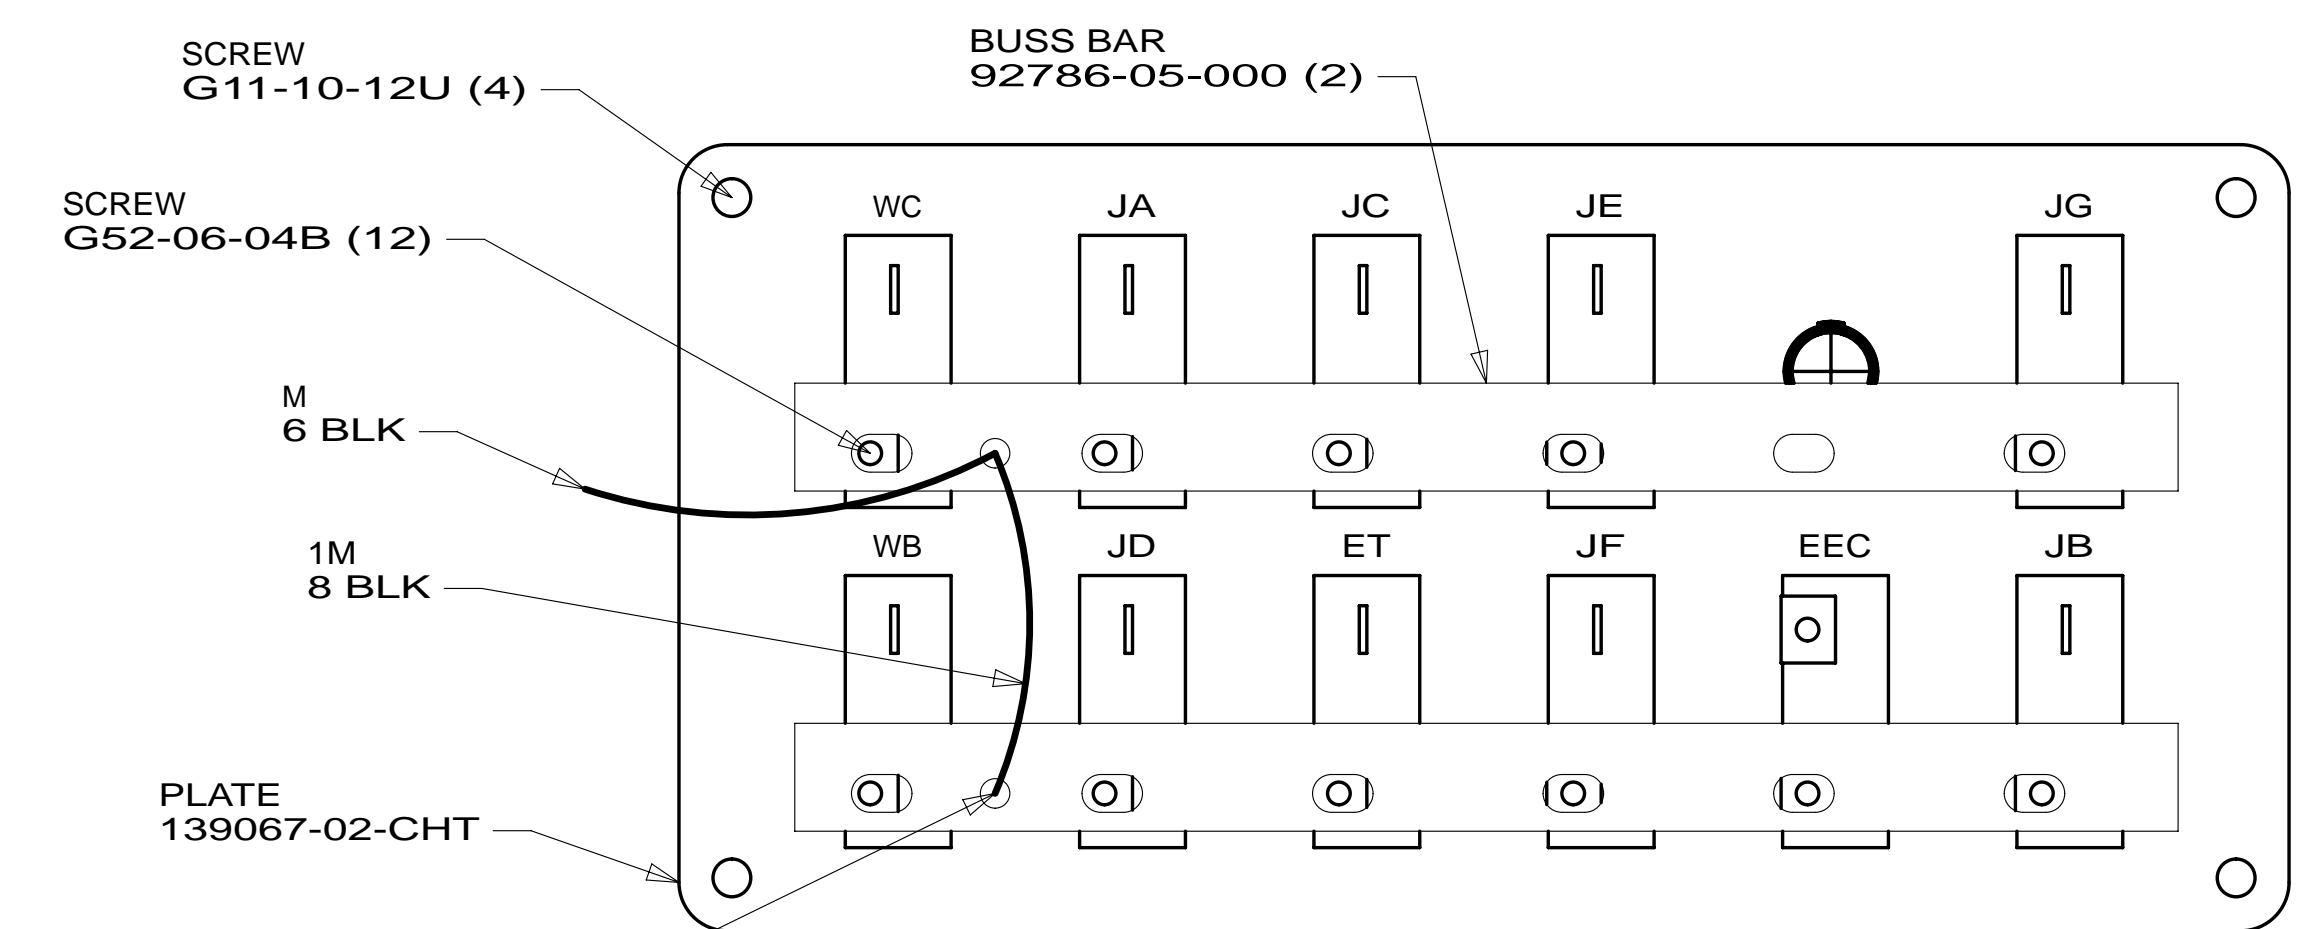 BUSS BAR
92786-05-000 (2)
SCREW
G11-10-12U (4)
SCREW
G52-06-04B (12)
WC JA JC JE JG
M
6 BLK
1M
8 BLK
WB JD ET JF EEC JB
PLATE
139067-02-CHT